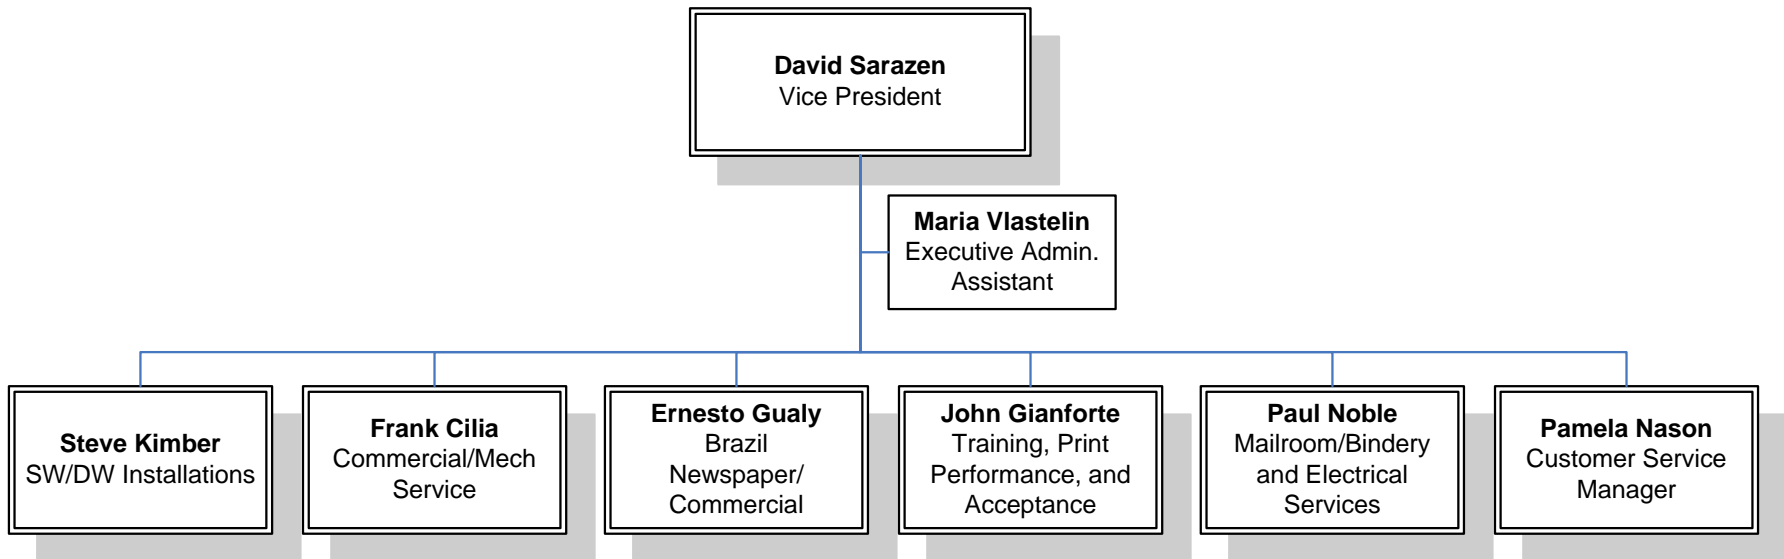 David Sarazen
Vice President
Maria Vlastelin
Executive Admin.
Assistant
Steve Kimber
SW/DW Installations
Frank Cilia
Commercial/Mech
Service
Ernesto Gualy
Brazil
Newspaper/
Commercial
John Gianforte
Training, Print
Performance, and
Acceptance
Paul Noble
Mailroom/Bindery
and Electrical
Services
Pamela Nason
Customer Service
Manager